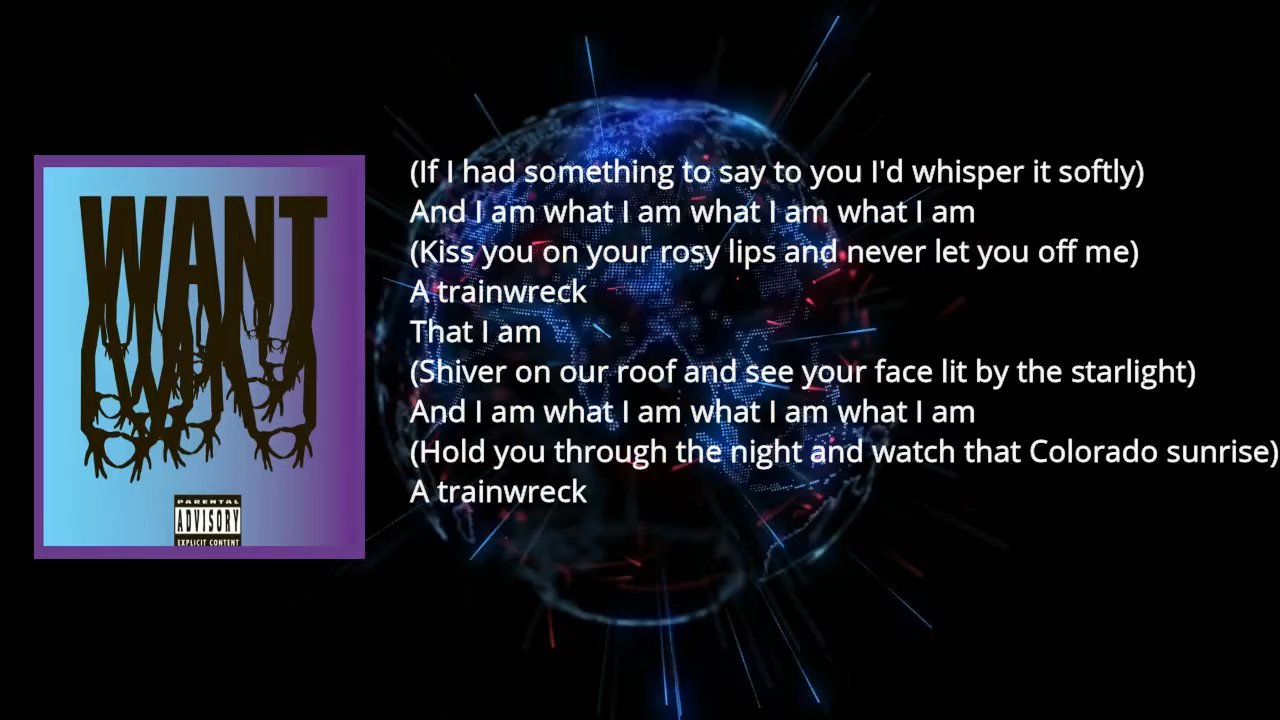 WANT
PARENTAL
ADVISORY
EXPLICIT CONTENT
(If I had something to say to you I'd whisper it softly)
And I am what I am what I am what I am
(Kiss you on your rosy lips and never let you off me)
A trainwreck
That I am
(Shiver on our roof and see your face lit by the starlight)
And I am what I am what I am what I am
(Hold you through the night and watch that Colorado sunrise)
A trainwreck